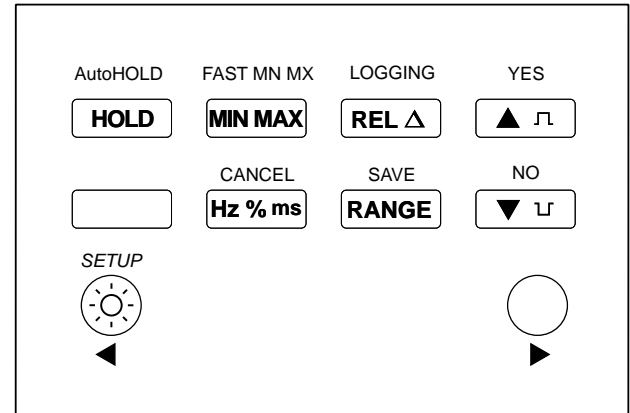 AutoHOLD FAST MN MX LOGGING YES
HOLD MIN MAX REL △ ▲ ⎍
CANCEL SAVE NO
Hz % ms RANGE ▼ ⎎
SETUP